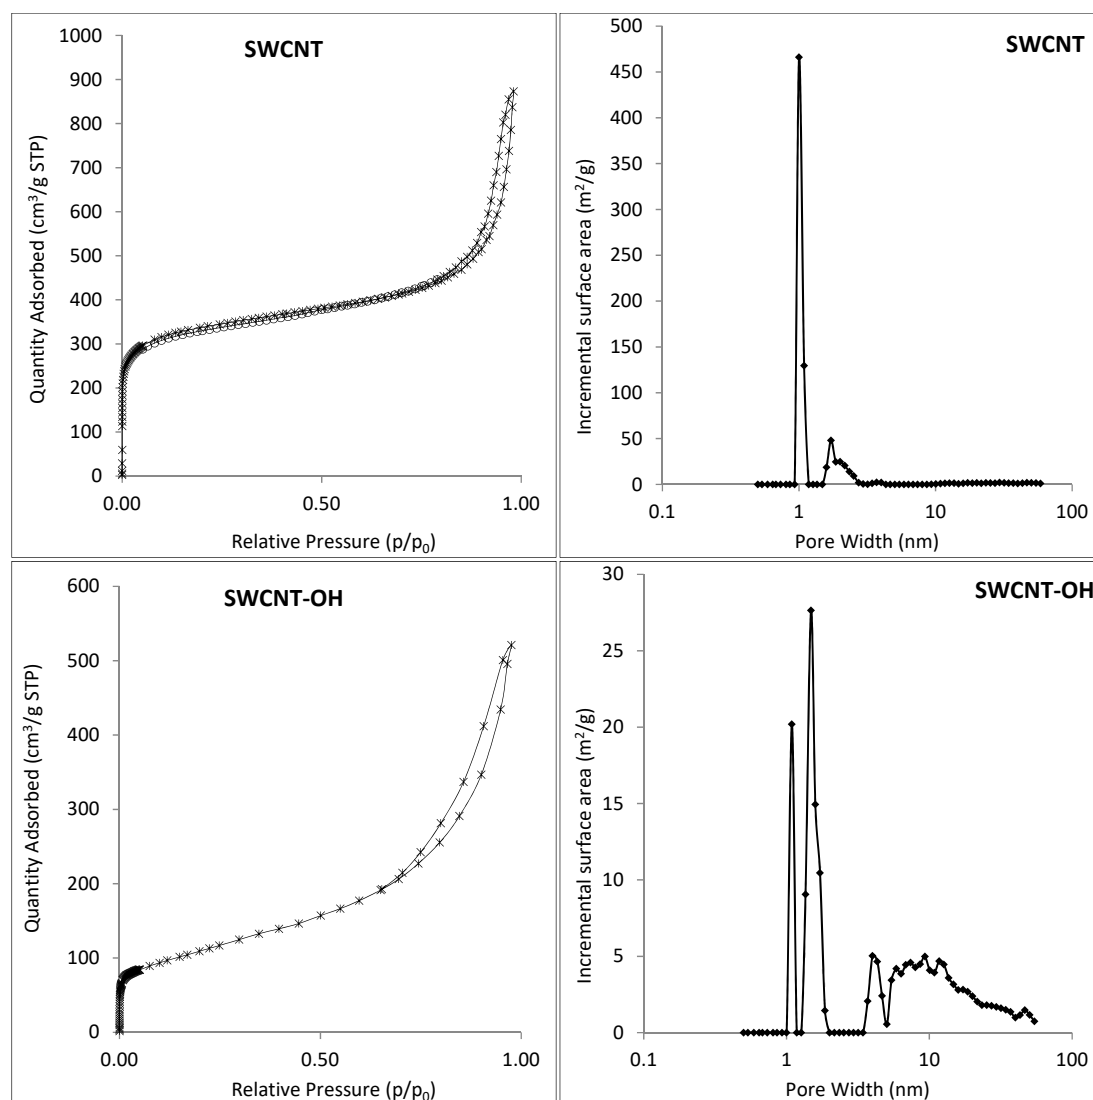 SWCNT
1000
900
800
700
600
500
400
300
200
100
0
0.00 0.50 1.00
Quantity Adsorbed (cm³/g STP)
Relative Pressure (p/p₀)
SWCNT
500
450
400
350
300
250
200
150
100
50
0
0.1 1 10 100
Incremental surface area (m²/g)
Pore Width (nm)
SWCNT-OH
600
500
400
300
200
100
0
0.00 0.50 1.00
Quantity Adsorbed (cm³/g STP)
Relative Pressure (p/p₀)
SWCNT-OH
30
25
20
15
10
5
0
0.1 1 10 100
Incremental surface area (m²/g)
Pore Width (nm)